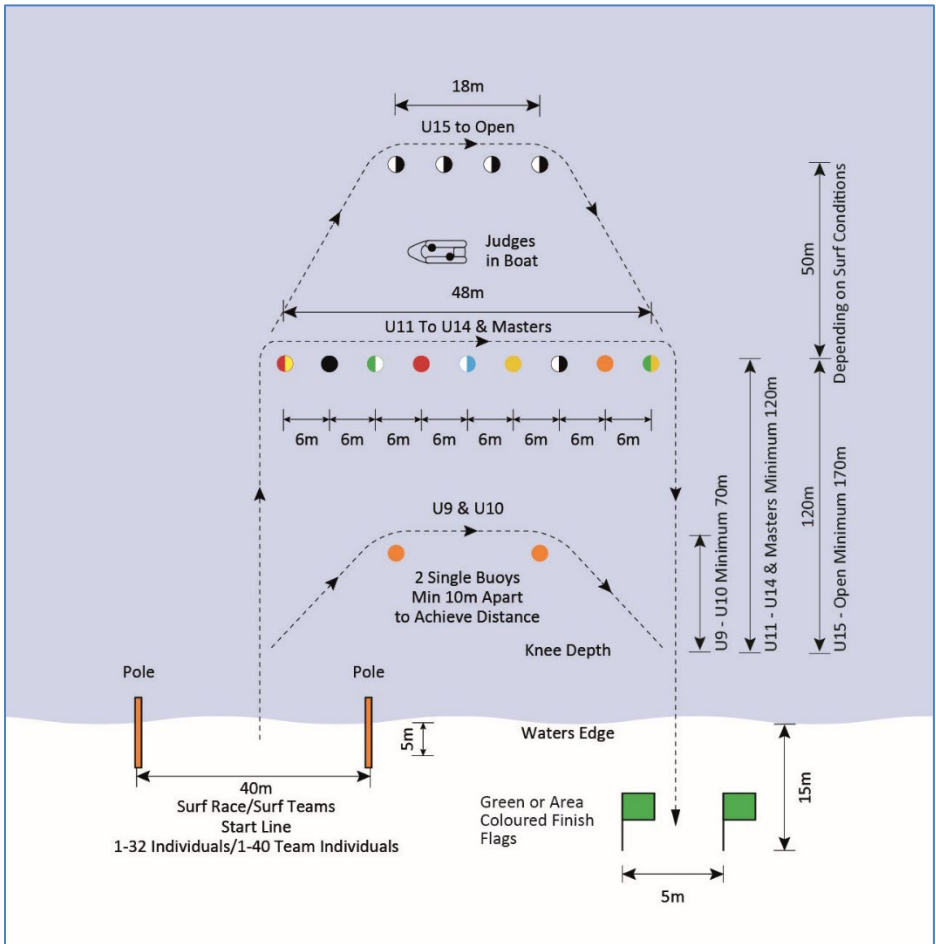 18m
U15 to Open
Judges
in Boat
50m
Depending on Surf Conditions
48m
U11 To U14 & Masters
6m
6m
6m
6m
6m
6m
6m
6m
U9 & U10
2 Single Buoys
Min 10m Apart
to Achieve Distance
U9 - U10 Minimum 70m
U11 - U14 & Masters Minimum 120m
120m
U15 - Open Minimum 170m
Knee Depth
Pole
Pole
5m
Waters Edge
15m
40m
Surf Race/Surf Teams
Start Line
1-32 Individuals/1-40 Team Individuals
Green or Area
Coloured Finish
Flags
5m